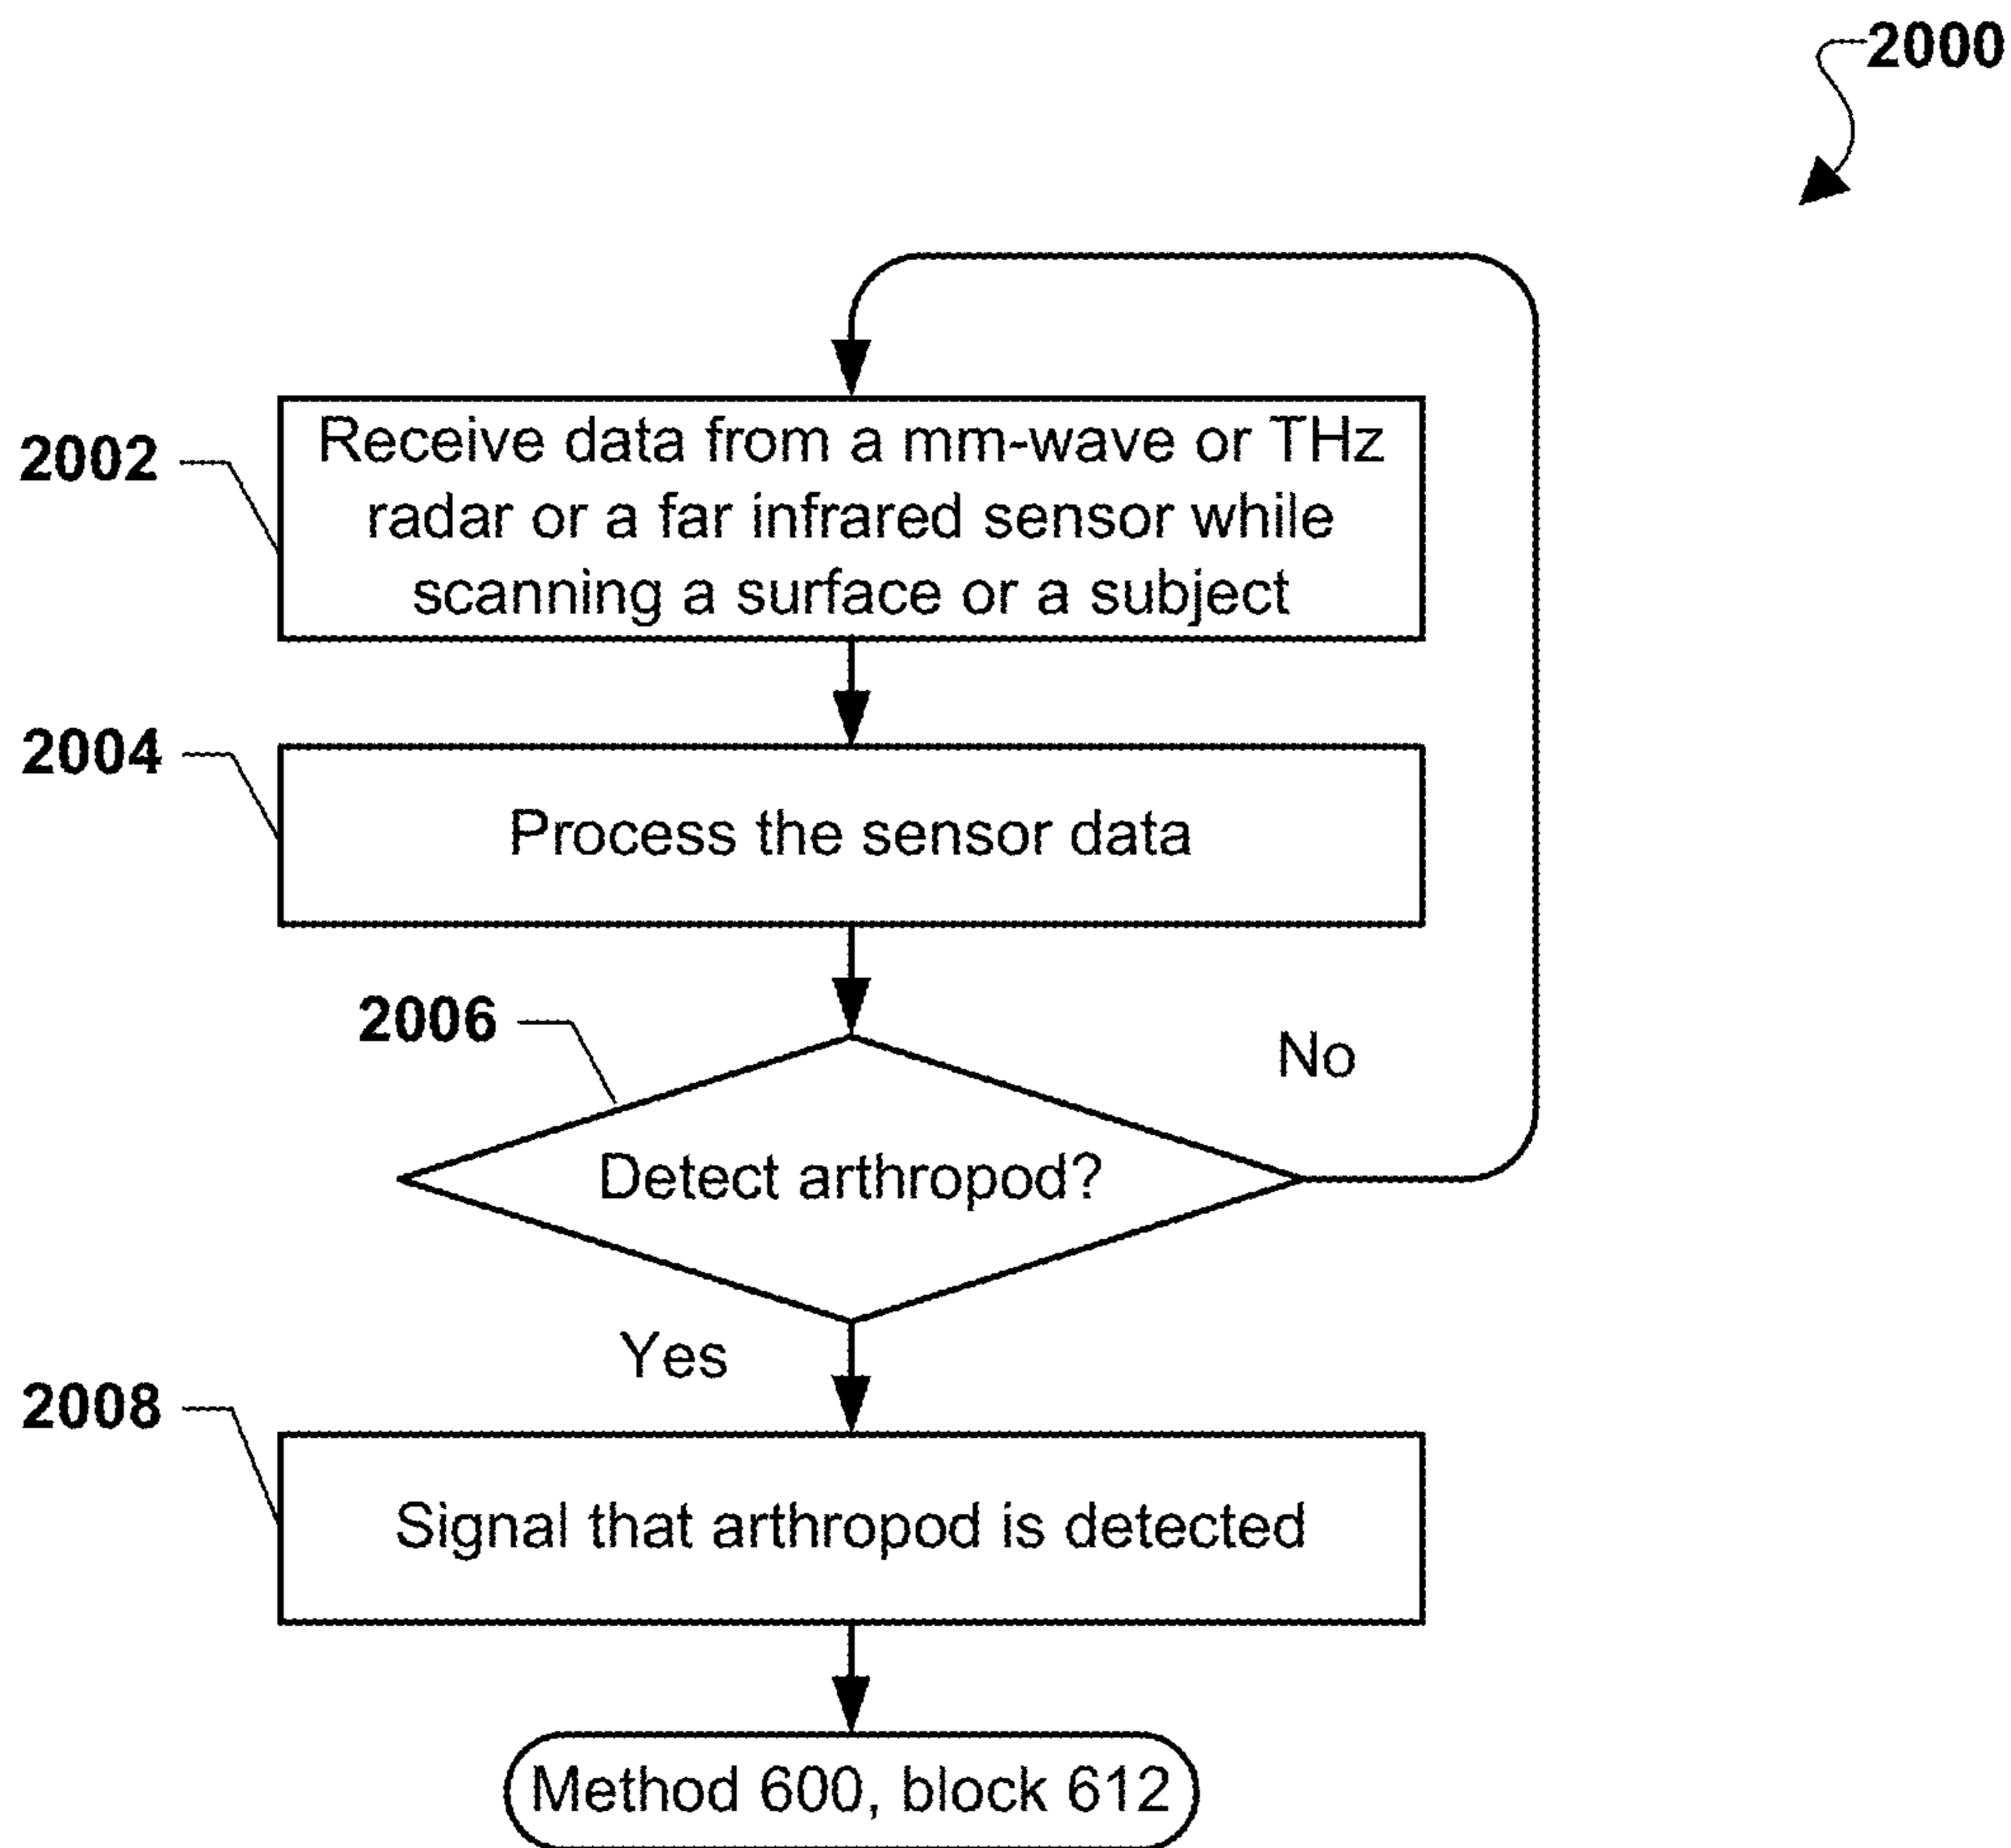 2000
2002
Receive data from a mm-wave or THz
radar or a far infrared sensor while
scanning a surface or a subject
2004
Process the sensor data
2006
No
Detect arthropod?
Yes
2008
Signal that arthropod is detected
Method 600, block 612